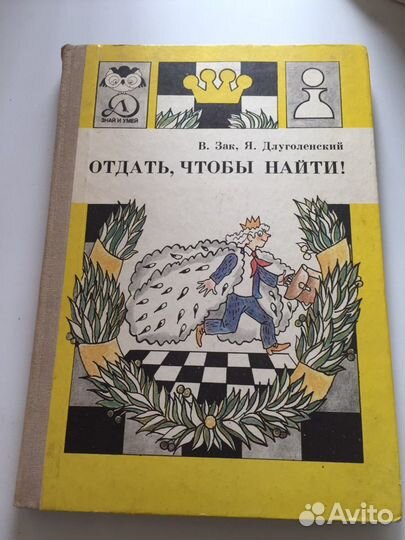 ЗНАЙ И УМЕЙ
В. Зак, Я. Длуголенский
ОТДАТЬ, ЧТОБЫ НАЙТИ!
Avito